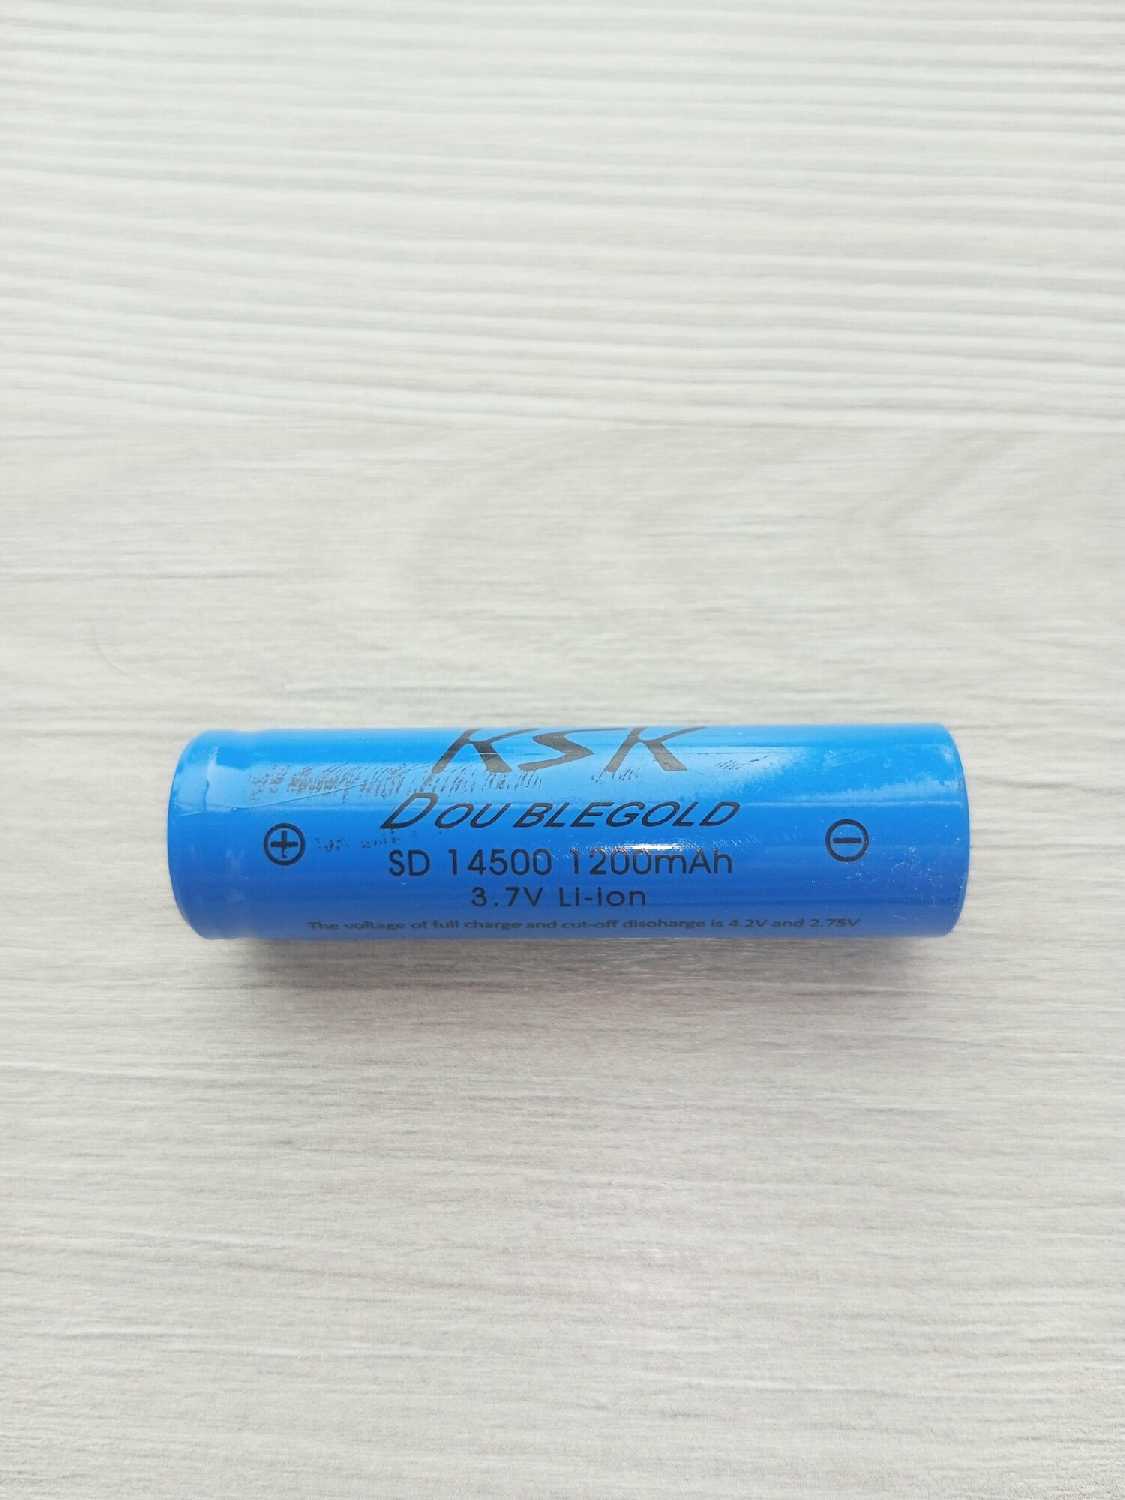 KSK
DOUBLEGOLD
SD 14500 1200mAh
3.7V Li-ion
The voltage of full charge and cut-off disoharge is 4.2V and 2.75V